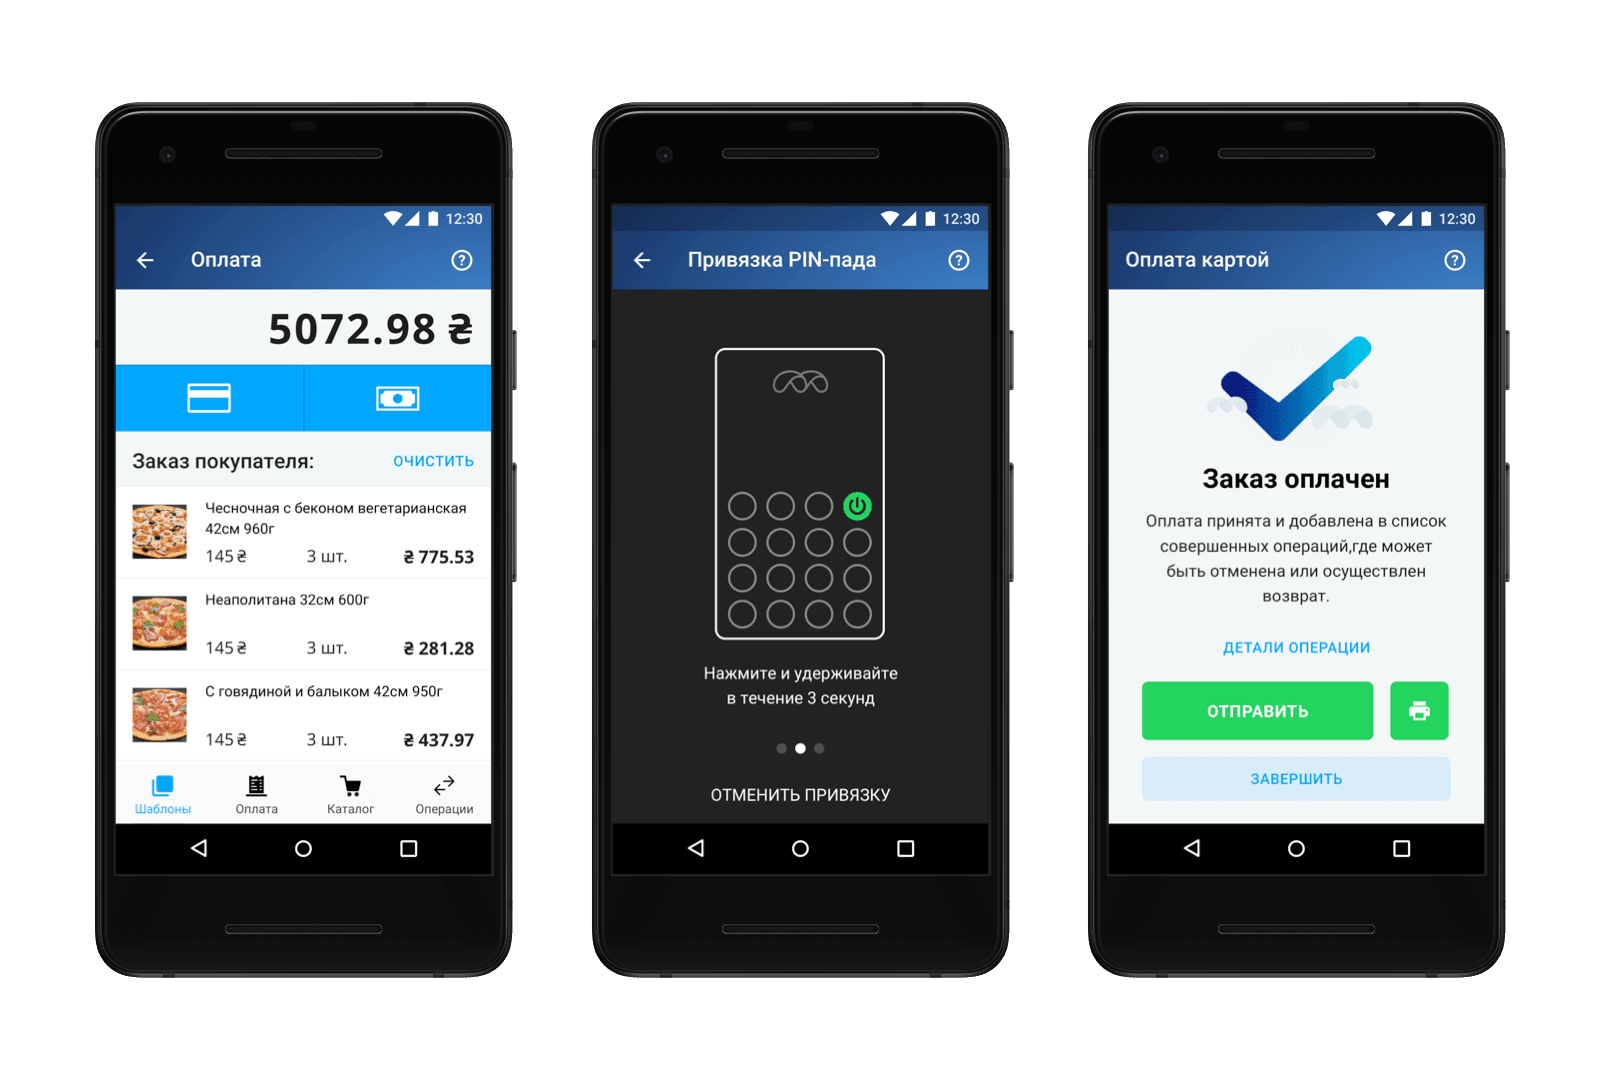 12:30
Оплата
5072.98 ₴
Заказ покупателя:
ОЧИСТИТЬ
Чесночная с беконом вегетарианская
42см 960г
145 ₴ 3 шт. ₴ 775.53
Неаполитана 32см 600г
145 ₴ 3 шт. ₴ 281.28
С говядиной и балыком 42см 950г
145 ₴ 3 шт. ₴ 437.97
Шаблоны Оплата Каталог Операции
12:30
Привязка PIN-пада
Нажмите и удерживайте
в течение 3 секунд
ОТМЕНИТЬ ПРИВЯЗКУ
12:30
Оплата картой
Заказ оплачен
Оплата принята и добавлена в список
совершенных операций,где может
быть отменена или осуществлен
возврат.
ДЕТАЛИ ОПЕРАЦИИ
ОТПРАВИТЬ
ЗАВЕРШИТЬ